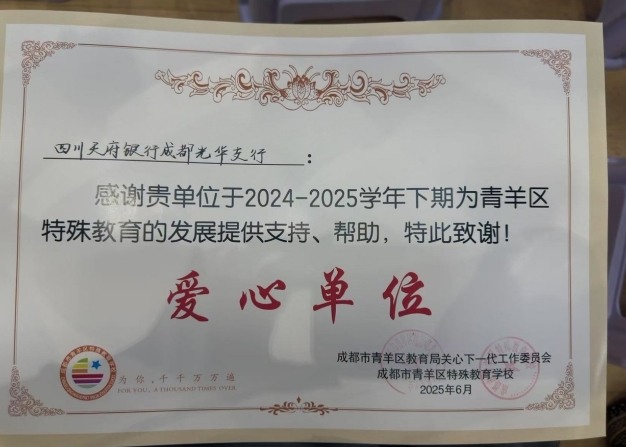 四川天府银行成都光华支行：
感谢贵单位于2024-2025学年下期为青羊区
特殊教育的发展提供支持、帮助，特此致谢！
爱心单位
为你，千千万万遍
FOR YOU, A THOUSAND TIMES OVER
成都市青羊区教育局关心下一代工作委员会
成都市青羊区特殊教育学校
2025年6月